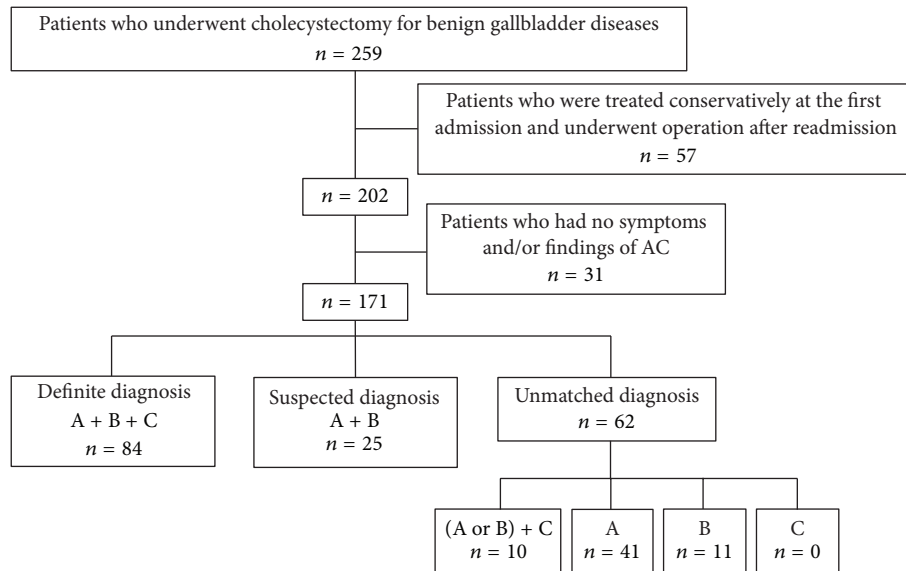 Patients who underwent cholecystectomy for benign gallbladder diseases
n = 259
Patients who were treated conservatively at the first
admission and underwent operation after readmission
n = 57
n = 202
Patients who had no symptoms
and/or findings of AC
n = 31
n = 171
Definite diagnosis
A + B + C
n = 84
Suspected diagnosis
A + B
n = 25
Unmatched diagnosis
n = 62
(A or B) + C
n = 10
A
n = 41
B
n = 11
C
n = 0